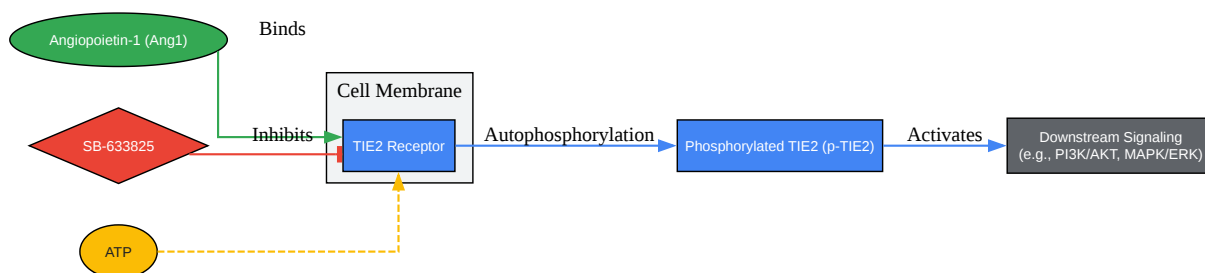 Angiopoietin-1 (Ang1)
Binds
Cell Membrane
SB-633825
Inhibits
TIE2 Receptor
Autophosphorylation
Phosphorylated TIE2 (p-TIE2)
Activates
Downstream Signaling
(e.g., PI3K/AKT, MAPK/ERK)
ATP